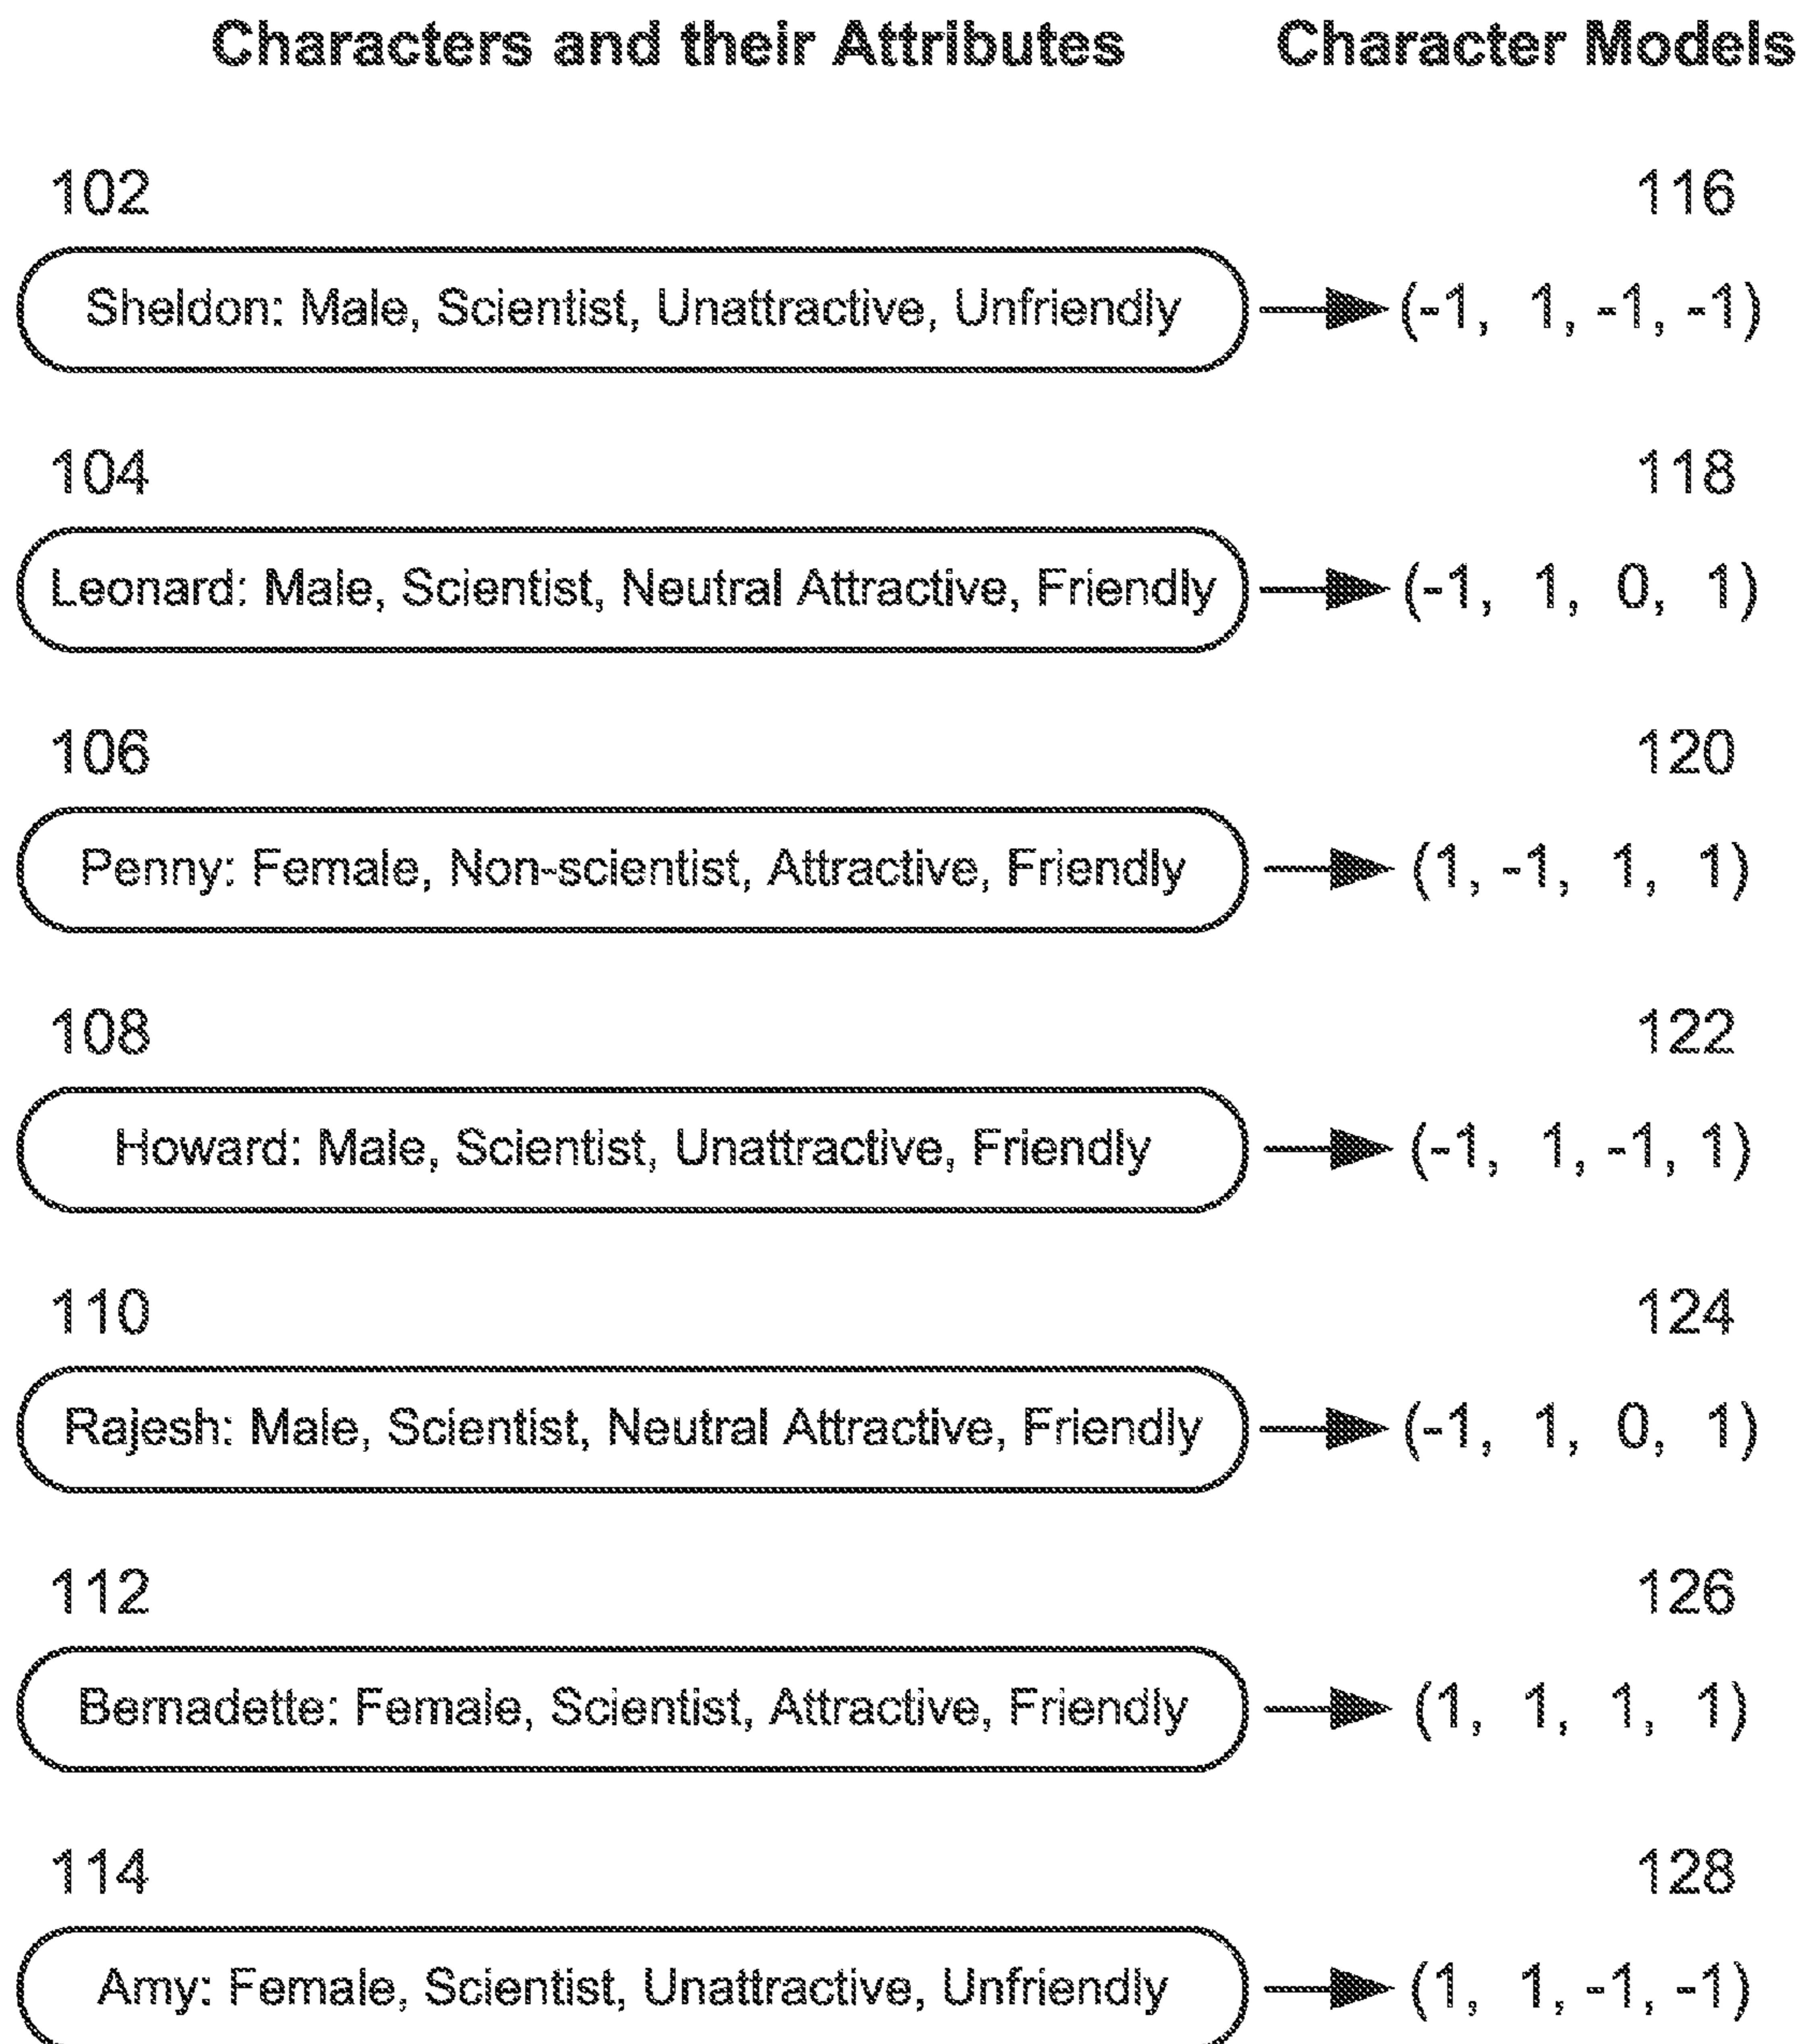 Characters and their Attributes Character Models
102 116
Sheldon: Male, Scientist, Unattractive, Unfriendly (-1, 1, -1, -1)
104 118
Leonard: Male, Scientist, Neutral Attractive, Friendly (-1, 1, 0, 1)
106 120
Penny: Female, Non-scientist, Attractive, Friendly (1, -1, 1, 1)
108 122
Howard: Male, Scientist, Unattractive, Friendly (-1, 1, -1, 1)
110 124
Rajesh: Male, Scientist, Neutral Attractive, Friendly (-1, 1, 0, 1)
112 126
Bernadette: Female, Scientist, Attractive, Friendly (1, 1, 1, 1)
114 128
Amy: Female, Scientist, Unattractive, Unfriendly (1, 1, -1, -1)